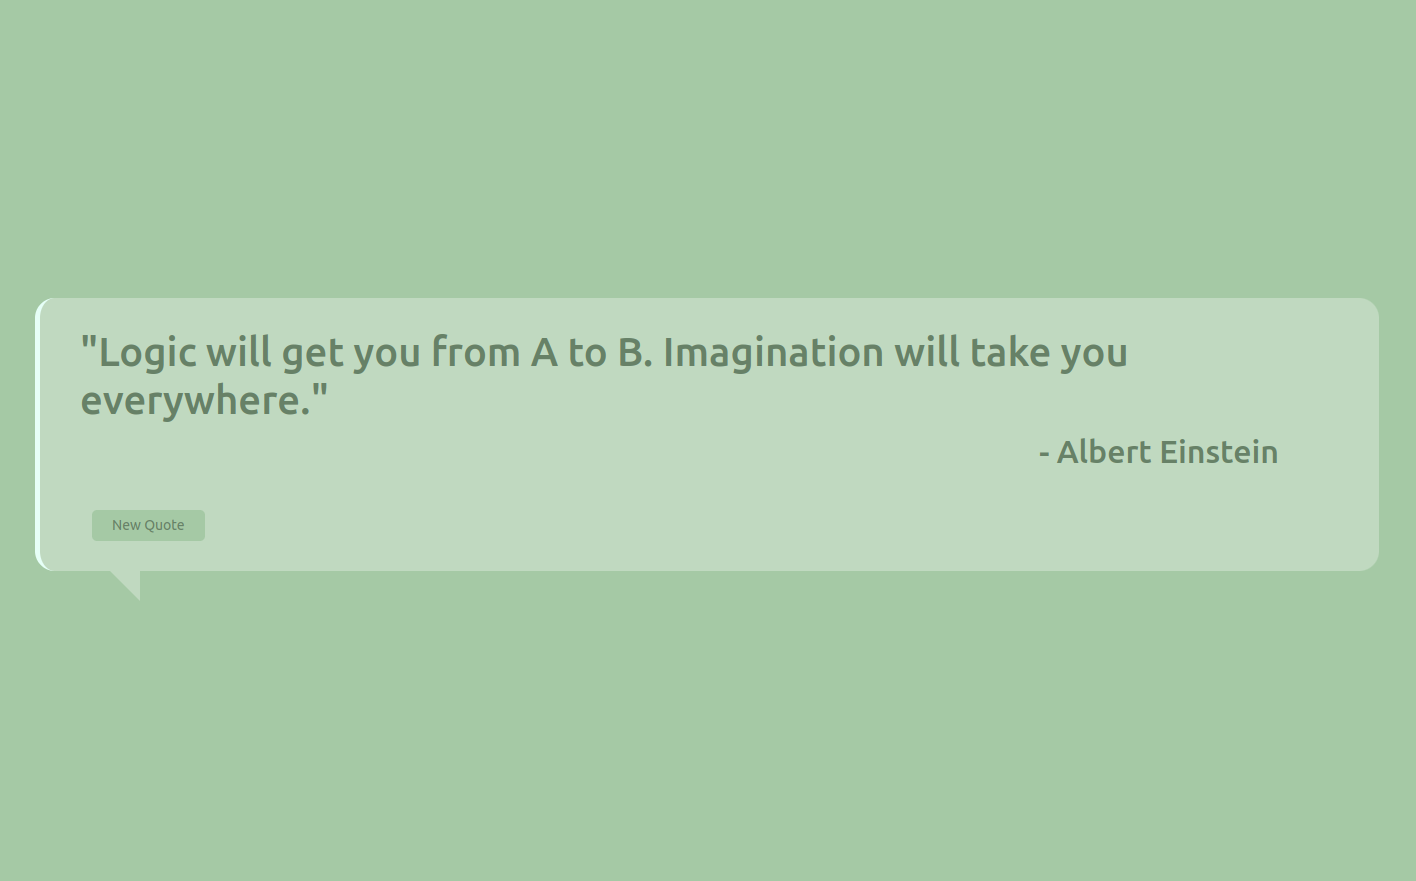 "Logic will get you from A to B. Imagination will take you
everywhere."
- Albert Einstein
New Quote